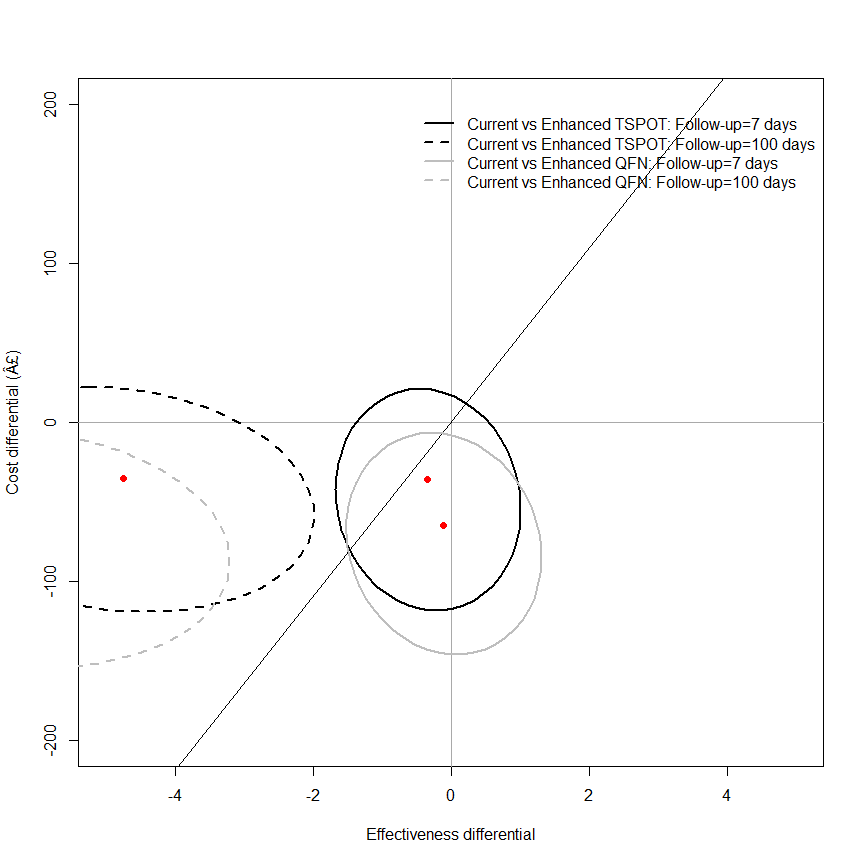 Current vs Enhanced TSPOT: Follow-up=7 days
Current vs Enhanced TSPOT: Follow-up=100 days
Current vs Enhanced QFN: Follow-up=7 days
Current vs Enhanced QFN: Follow-up=100 days
200
100
0
-100
-200
Cost differential (Â£)
-4
-2
0
2
4
Effectiveness differential